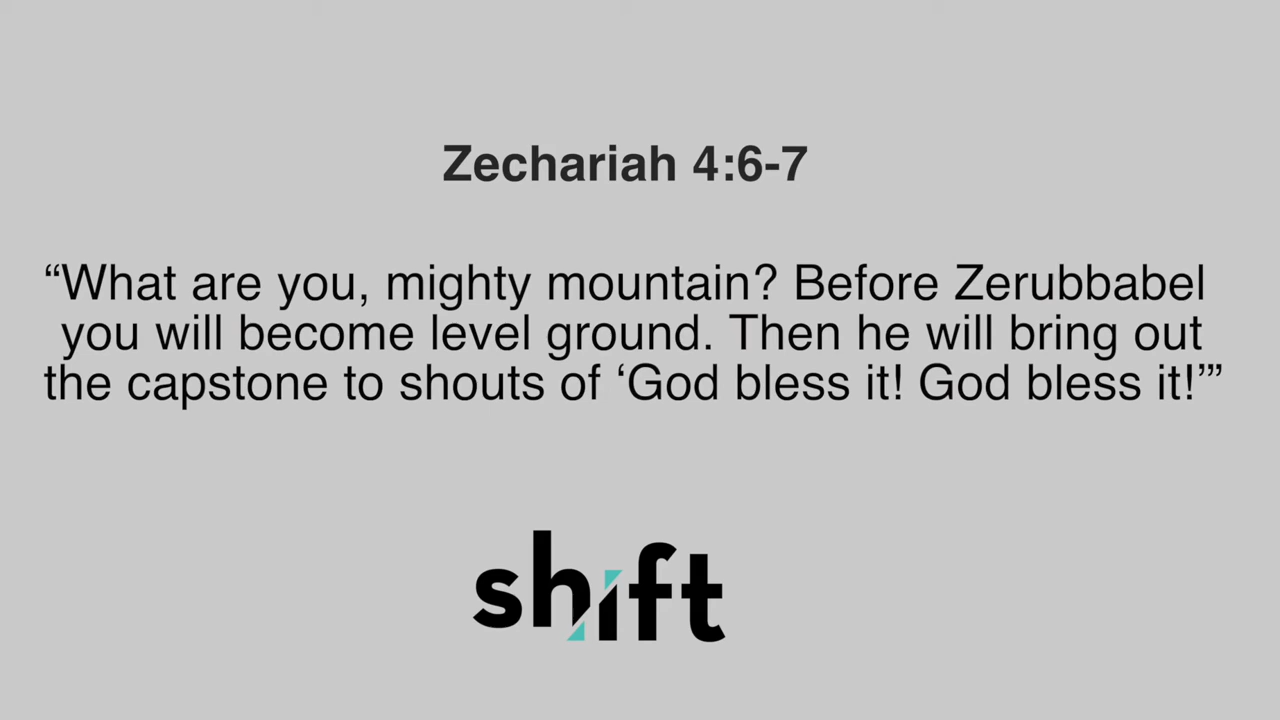 Zechariah 4:6-7
“What are you, mighty mountain? Before Zerubbabel
you will become level ground. Then he will bring out
the capstone to shouts of ‘God bless it! God bless it!’”
shift